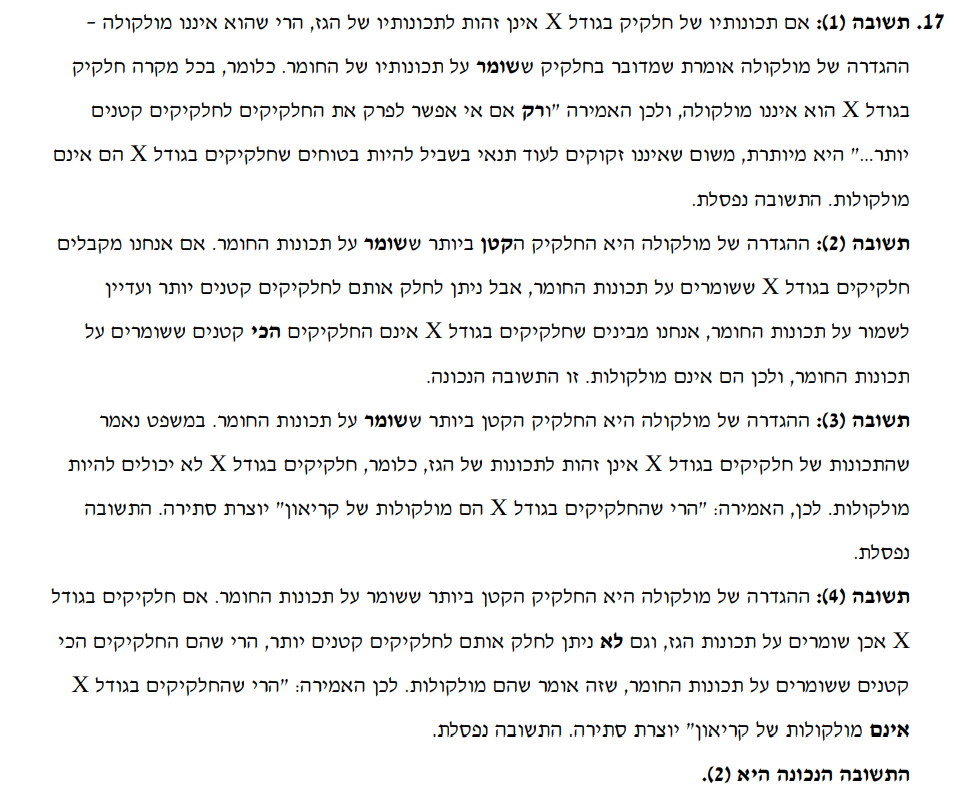 17. תשובה (1): אם תכונותיו של חלקיק בגודל X אינן זהות לתכונותיו של הגז, הרי שהוא איננו מולקולה –
ההגדרה של מולקולה אומרת שמדובר בחלקיק ששומר על תכונותיו של החומר. כלומר, בכל מקרה חלקיק
בגודל X הוא איננו מולקולה, ולכן האמירה "ורק אם אי אפשר לפרק את החלקיקים לחלקיקים קטנים
יותר..." היא מיותרת, משום שאיננו זקוקים לעוד תנאי בשביל להיות בטוחים שחלקיקים בגודל X הם אינם
מולקולות. התשובה נפסלת.
תשובה (2): ההגדרה של מולקולה היא החלקיק הקטן ביותר ששומר על תכונות החומר. אם אנחנו מקבלים
חלקיקים בגודל X ששומרים על תכונות החומר, אבל ניתן לחלק אותם לחלקיקים קטנים יותר ועדיין
לשמור על תכונות החומר, אנחנו מבינים שחלקיקים בגודל X אינם החלקיקים הכי קטנים ששומרים על
תכונות החומר, ולכן הם אינם מולקולות. זו התשובה הנכונה.
תשובה (3): ההגדרה של מולקולה היא החלקיק הקטן ביותר ששומר על תכונות החומר. במשפט נאמר
שהתכונות של חלקיקים בגודל X אינן זהות לתכונות של הגז, כלומר, חלקיקים בגודל X לא יכולים להיות
מולקולות. לכן, האמירה: "הרי שהחלקיקים בגודל X הם מולקולות של קריאון" יוצרת סתירה. התשובה
נפסלת.
תשובה (4): ההגדרה של מולקולה היא החלקיק הקטן ביותר ששומר על תכונות החומר. אם חלקיקים בגודל
X אכן שומרים על תכונות הגז, וגם לא ניתן לחלק אותם לחלקיקים קטנים יותר, הרי שהם החלקיקים הכי
קטנים ששומרים על תכונות החומר, שזה אומר שהם מולקולות. לכן האמירה: "הרי שהחלקיקים בגודל X
אינם מולקולות של קריאון" יוצרת סתירה. התשובה נפסלת.
התשובה הנכונה היא (2).